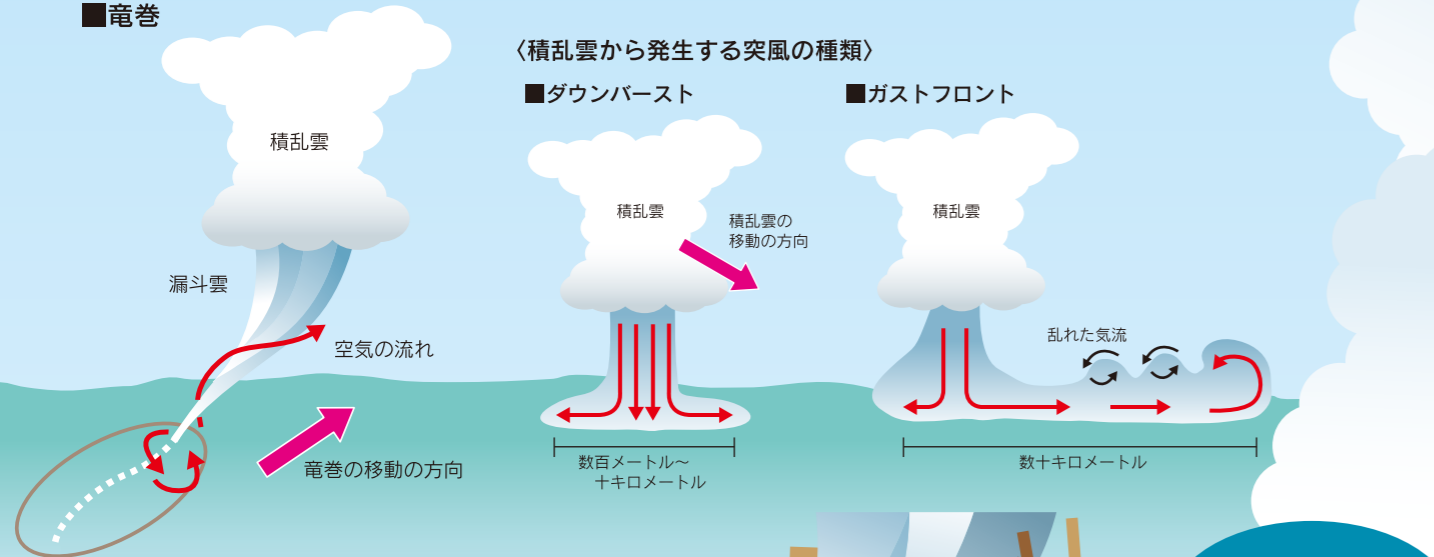 ■竜巻
積乱雲
漏斗雲
空気の流れ
竜巻の移動の方向
〈積乱雲から発生する突風の種類〉
■ダウンバースト
積乱雲
積乱雲の
移動の方向
数百メートル～
十キロメートル
■ガストフロント
積乱雲
乱れた気流
数十キロメートル